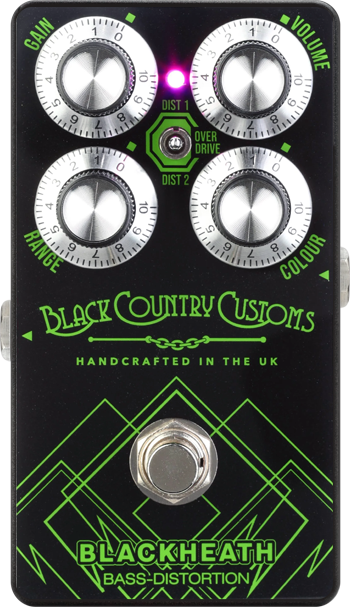 GAIN
VOLUME
DIST 1
OVER
DRIVE
DIST 2
RANGE
COLOUR
BLACK COUNTRY CUSTOMS
HANDCRAFTED IN THE UK
BLACKHEATH
BASS-DISTORTION